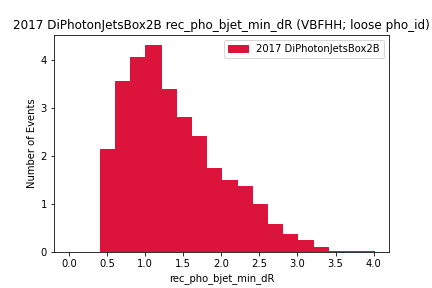 2017 DiPhotonJetsBox2B rec_pho_bjet_min_dR (VBFHH; loose pho_id)
2017 DiPhotonJetsBox2B
Number of Events
4
3
2
1
0
0.0 0.5 1.0 1.5 2.0 2.5 3.0 3.5 4.0
rec_pho_bjet_min_dR